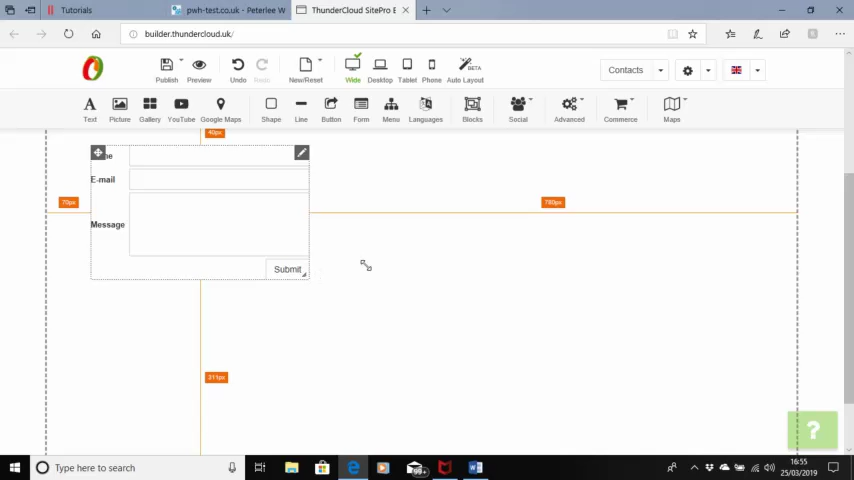 Tutorials
pwh-test.co.uk - Peterlee W
ThunderCloud SitePro E
builder.thundercloud.uk/
Publish
Preview
Undo
Redo
New/Reset
Wide
Desktop
Tablet
Phone
BETA
Auto Layout
Contacts
Text
Picture
Gallery
YouTube
Google Maps
Shape
Line
Button
Form
Menu
Languages
Blocks
Social
Advanced
Commerce
Maps
40px
E-mail
70px
780px
Message
Submit
211px
?
Type here to search
99+
16:55
25/03/2019